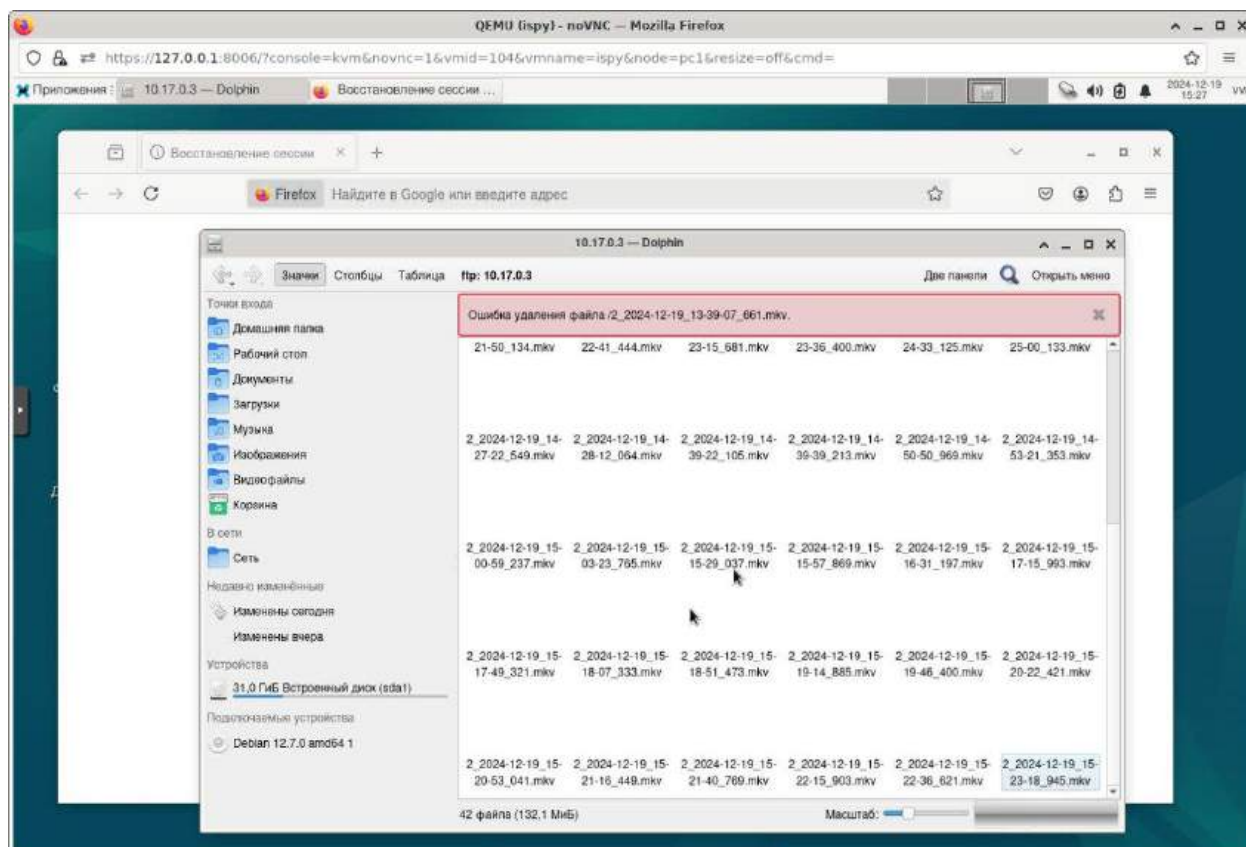 QEMU (ispy) - noVNC — Mozilla Firefox
https://127.0.0.1:8006/?console=kvm&novnc=1&vmid=104&vmname=ispy&node=pc1&resize=off&cmd=
Приложения
10.17.0.3 — Dolphin
Восстановление сессии ...
2024-12-19
15:27
Восстановление сессии
Firefox
Найдите в Google или введите адрес
10.17.0.3 — Dolphin
Значки
Столбцы
Таблица
ftp: 10.17.0.3
Две панели
Открыть меню
Точки входа
Домашняя папка
Рабочий стол
Документы
Загрузки
Музыка
Изображения
Видеофайлы
Корзина
В сети
Сеть
Недавно изменённые
Изменены сегодня
Изменены вчера
Устройства
31,0 ГиБ Встроенный диск (sda1)
Подключаемые устройства
Debian 12.7.0 amd64 1
Ошибка удаления файла /2_2024-12-19_13-39-07_661.mkv.
21-50_134.mkv 22-41_444.mkv 23-15_681.mkv 23-36_400.mkv 24-33_125.mkv 25-00_133.mkv
2_2024-12-19_14- 2_2024-12-19_14- 2_2024-12-19_14- 2_2024-12-19_14- 2_2024-12-19_14- 2_2024-12-19_14-
27-22_549.mkv 28-12_064.mkv 39-22_105.mkv 39-39_213.mkv 50-50_969.mkv 53-21_353.mkv
2_2024-12-19_15- 2_2024-12-19_15- 2_2024-12-19_15- 2_2024-12-19_15- 2_2024-12-19_15- 2_2024-12-19_15-
00-59_237.mkv 03-23_765.mkv 15-29_037.mkv 15-57_869.mkv 16-31_197.mkv 17-15_993.mkv
2_2024-12-19_15- 2_2024-12-19_15- 2_2024-12-19_15- 2_2024-12-19_15- 2_2024-12-19_15- 2_2024-12-19_15-
17-49_321.mkv 18-07_333.mkv 18-51_473.mkv 19-14_885.mkv 19-46_400.mkv 20-22_421.mkv
2_2024-12-19_15- 2_2024-12-19_15- 2_2024-12-19_15- 2_2024-12-19_15- 2_2024-12-19_15- 2_2024-12-19_15-
20-53_041.mkv 21-16_449.mkv 21-40_769.mkv 22-15_903.mkv 22-36_621.mkv 23-18_945.mkv
42 файла (132,1 МиБ)
Масштаб: